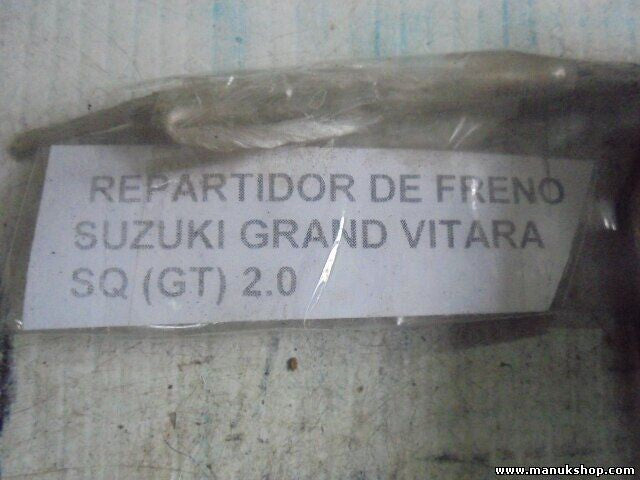 REPARTIDOR DE FRENO
SUZUKI GRAND VITARA
SQ (GT) 2.0
www.manukshop.com